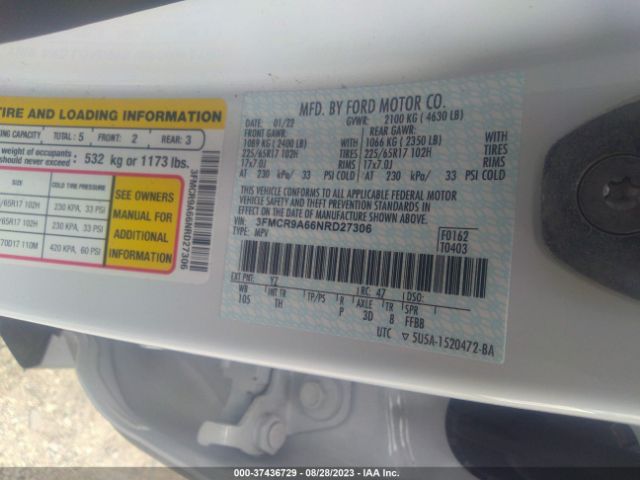 TIRE AND LOADING INFORMATION
CAPACITY TOTAL: 5 FRONT: 2 REAR: 3
weight of occupants
should never exceed: 532 kg or 1173 lbs.
SIZE COLD TIRE PRESSURE
65R17 102H 230 KPA, 33 PSI
65R17 102H 230 KPA, 33 PSI
70D17 110M 420 KPA, 60 PSI
SEE OWNERS
MANUAL FOR
ADDITIONAL
INFORMATION
3FMCR9A66NRD27306
MFD. BY FORD MOTOR CO.
DATE: 01/22 GVWR: 2100 KG ( 4630 LB)
FRONT GAWR: REAR GAWR:
1089 KG ( 2400 LB) WITH 1066 KG ( 2350 LB) WITH
225/65R17 102H TIRES 225/65R17 102H TIRES
17x7.0J RIMS 17x7.0J RIMS
AT 230 kPa/ 33 PSI COLD AT 230 kPa/ 33 PSI COLD
THIS VEHICLE CONFORMS TO ALL APPLICABLE FEDERAL MOTOR
VEHICLE SAFETY AND THEFT PREVENTION STANDARDS IN EFFECT ON THE DATE OF MANUFACTURE SHOWN ABOVE.
VIN: 3FMCR9A66NRD27306
TYPE: MPV
F0162
T0403
EXT PNT: YZ RC: 47 DSO:
WB INT TR TP/PS R AXLE TR SPR
105 TH P 3D 8 FFBB
UTC ▽ 5U5A-1520472-BA
000-37436729 - 08/28/2023 - IAA Inc.